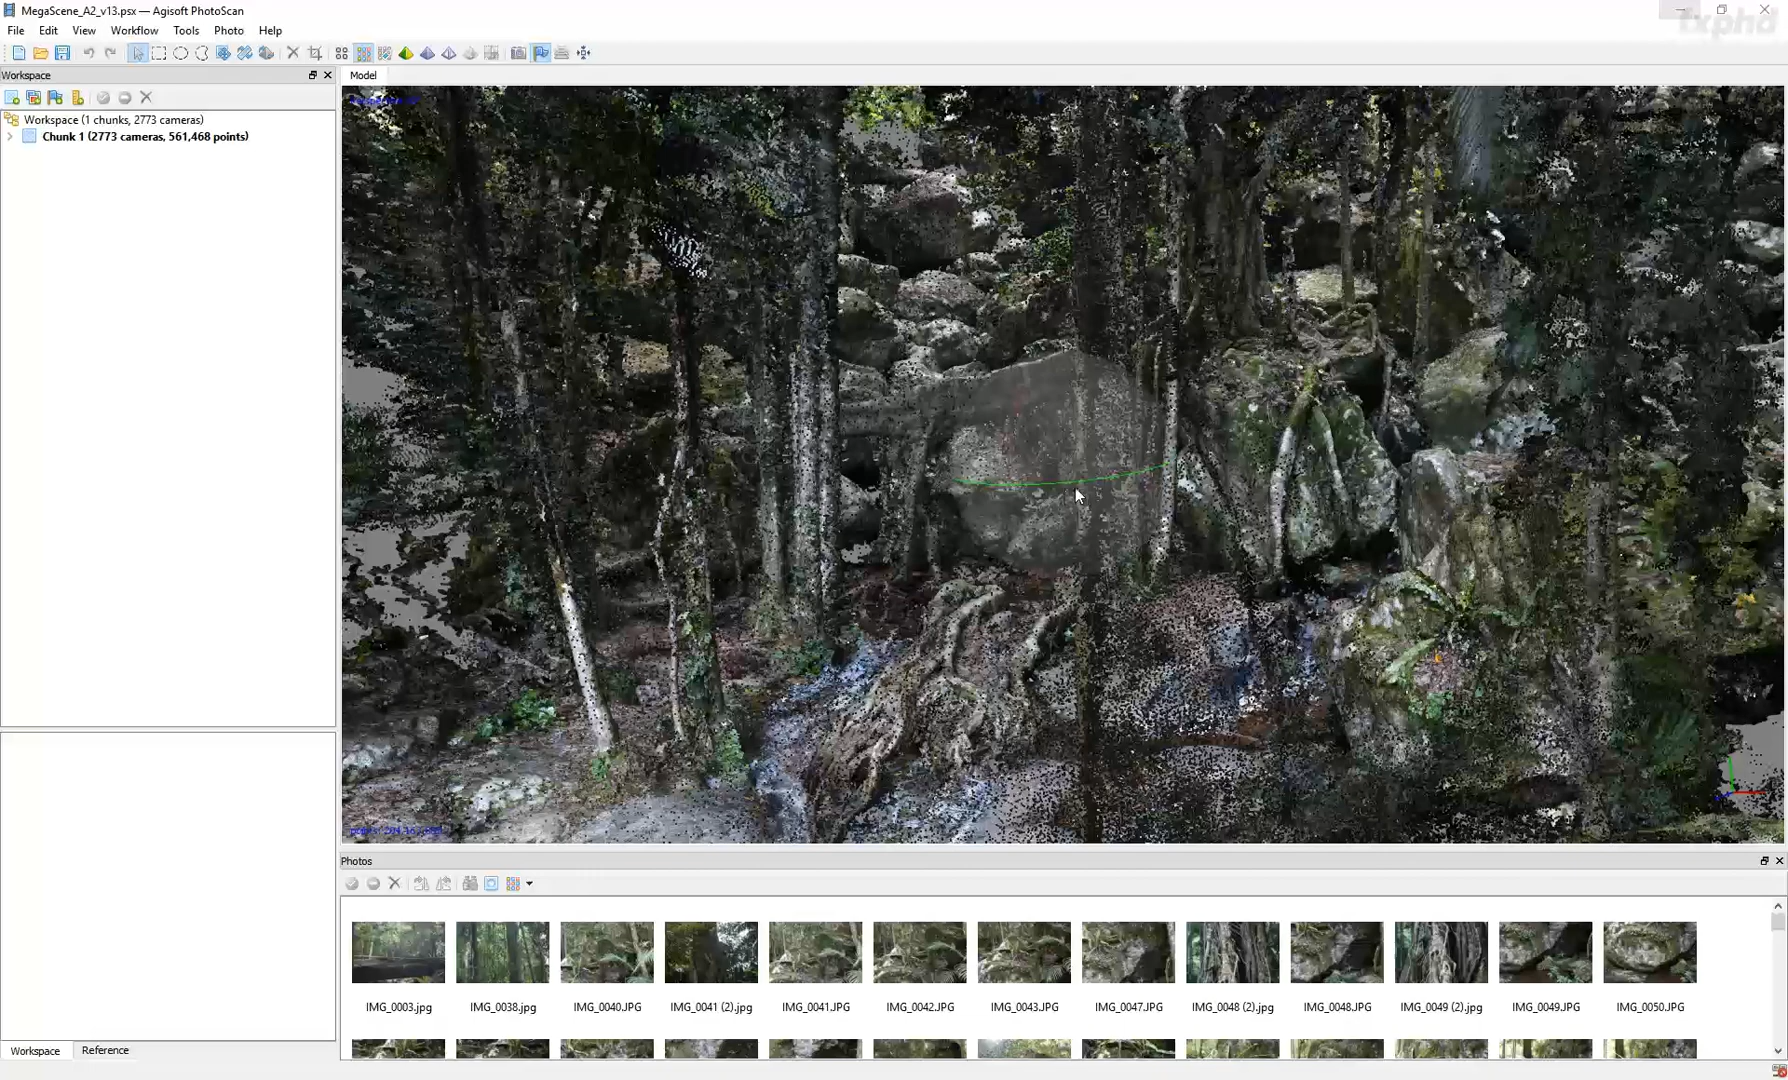 MegaScene_A2_v13.psx — Agisoft PhotoScan
fxphd
File Edit View Workflow Tools Photo Help
Workspace
Model
Workspace (1 chunks, 2773 cameras)
Chunk 1 (2773 cameras, 561,468 points)
Photos
IMG_0003.jpg IMG_0038.jpg IMG_0040.JPG IMG_0041 (2).jpg IMG_0041.JPG IMG_0042.JPG IMG_0043.JPG IMG_0047.JPG IMG_0048 (2).jpg IMG_0048.JPG IMG_0049 (2).jpg IMG_0049.JPG IMG_0050.JPG
Workspace Reference